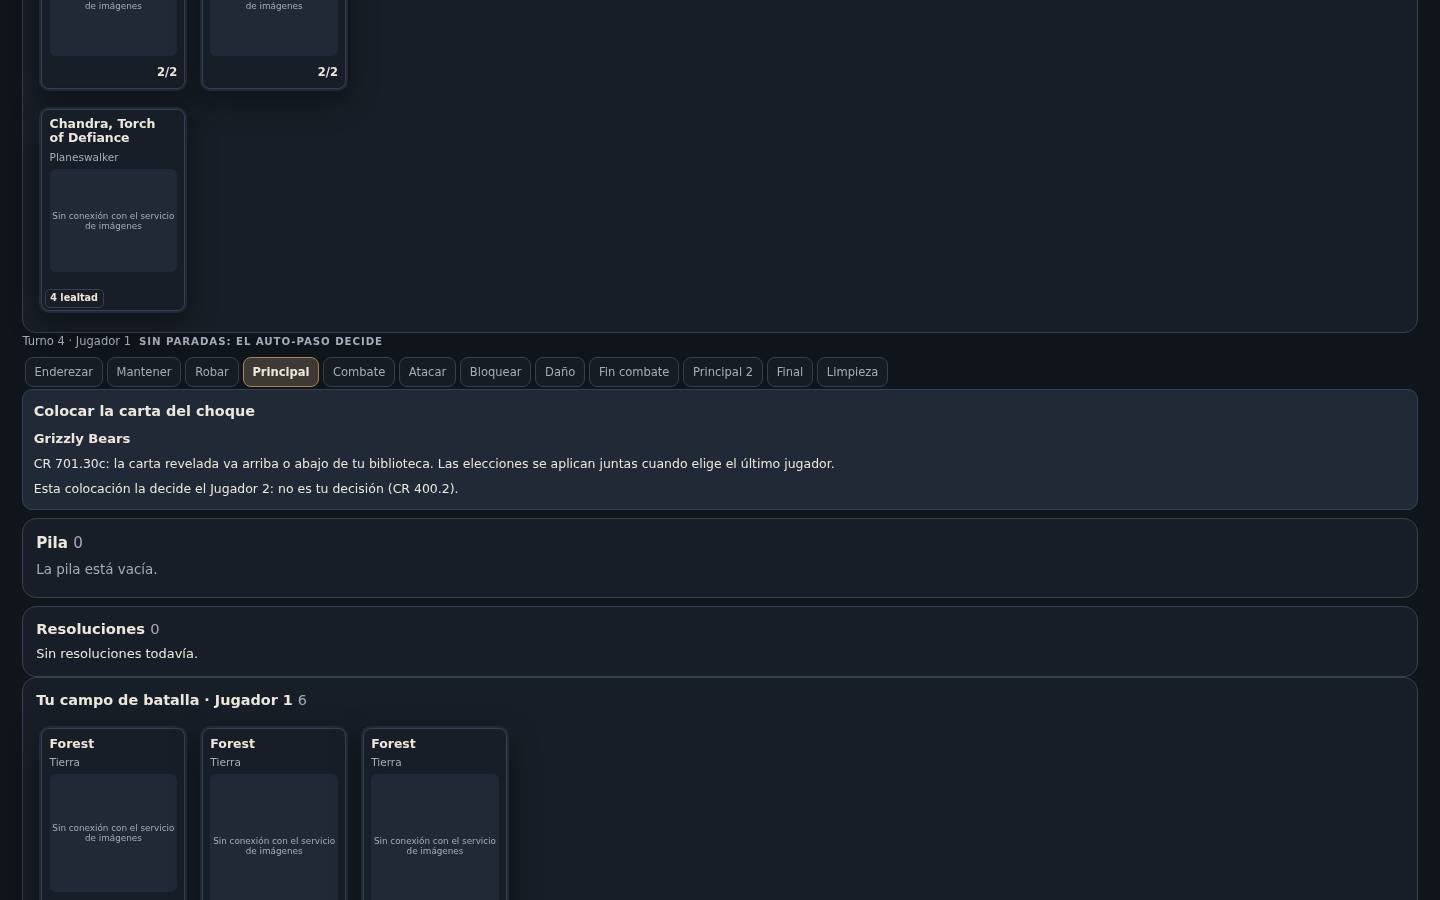 de imágenes
de imágenes
2/2
2/2
Chandra, Torch
of Defiance
Planeswalker
Sin conexión con el servicio
de imágenes
4 lealtad
Turno 4 · Jugador 1 SIN PARADAS: EL AUTO-PASO DECIDE
Enderezar
Mantener
Robar
Principal
Combate
Atacar
Bloquear
Daño
Fin combate
Principal 2
Final
Limpieza
Colocar la carta del choque
Grizzly Bears
CR 701.30c: la carta revelada va arriba o abajo de tu biblioteca. Las elecciones se aplican juntas cuando elige el último jugador.
Esta colocación la decide el Jugador 2: no es tu decisión (CR 400.2).
Pila 0
La pila está vacía.
Resoluciones 0
Sin resoluciones todavía.
Tu campo de batalla · Jugador 1 6
Forest
Tierra
Sin conexión con el servicio
de imágenes
Forest
Tierra
Sin conexión con el servicio
de imágenes
Forest
Tierra
Sin conexión con el servicio
de imágenes